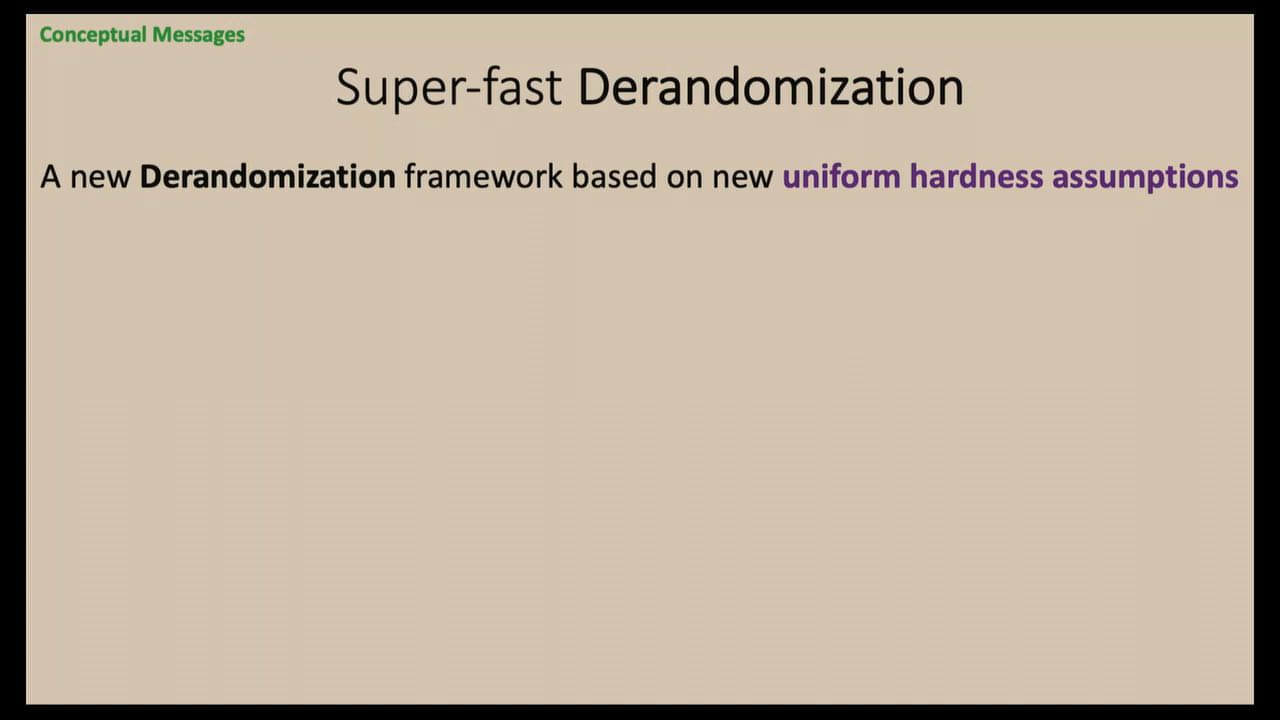 Conceptual Messages
Super-fast Derandomization
A new Derandomization framework based on new uniform hardness assumptions